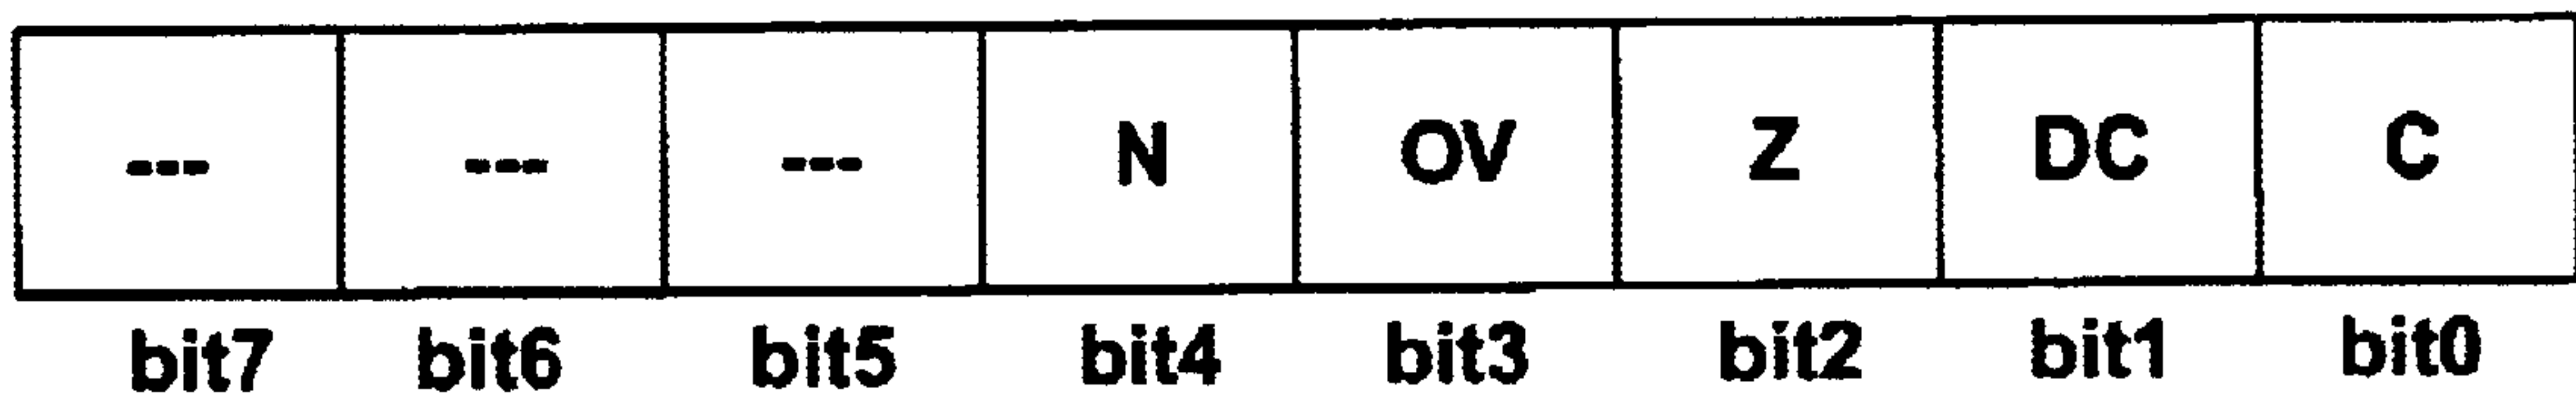 --- --- --- N OV Z DC C
bit7 bit6 bit5 bit4 bit3 bit2 bit1 bit0